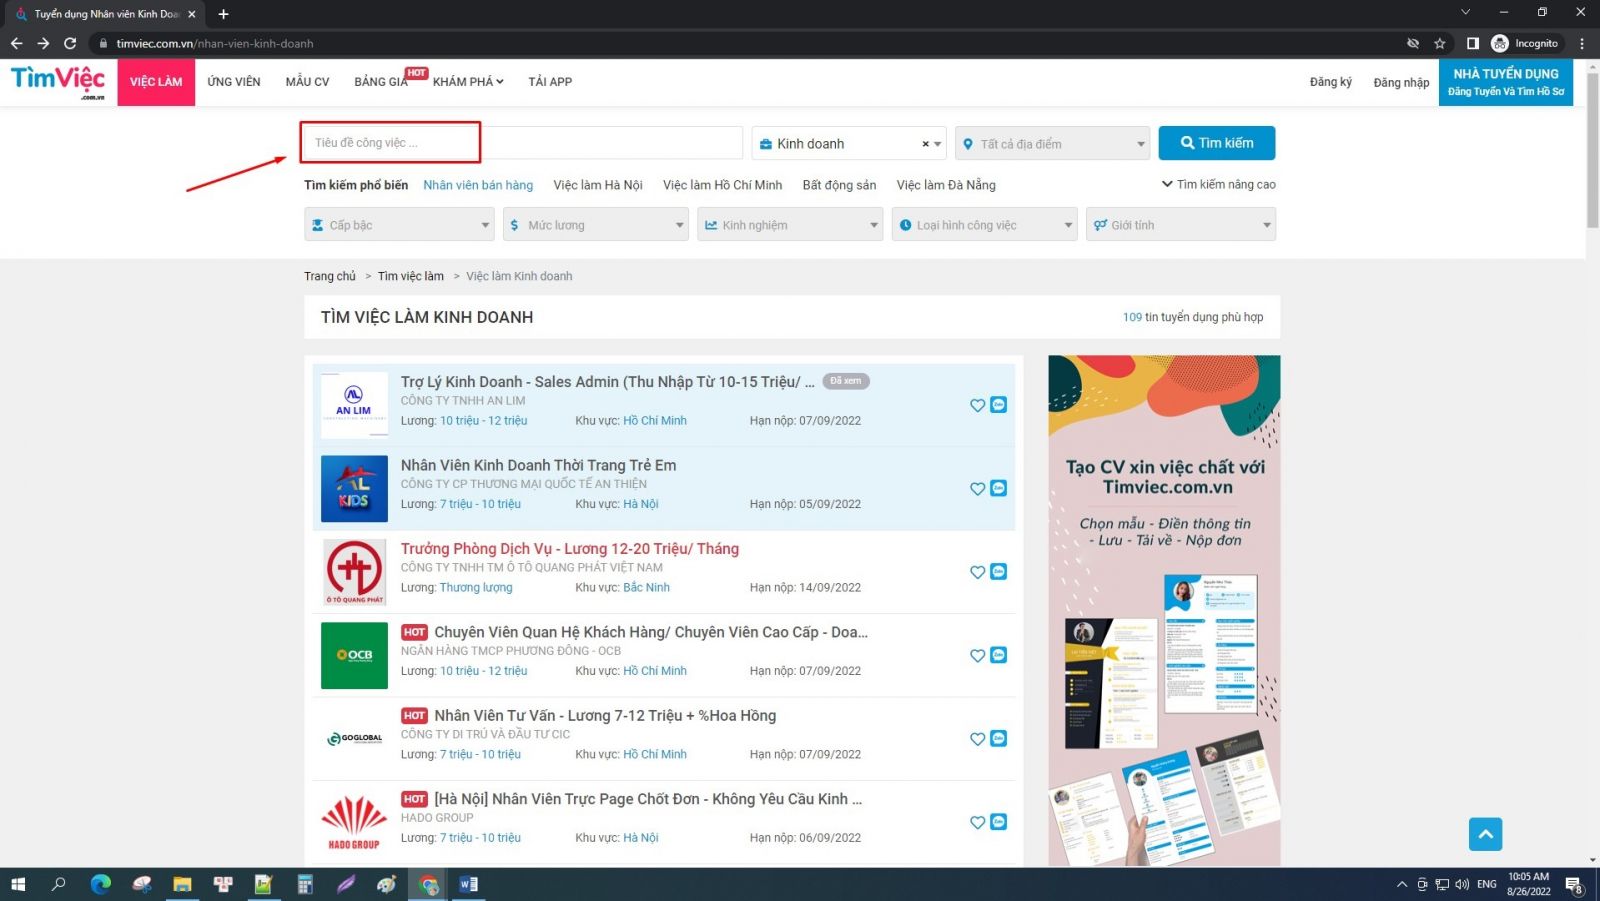 Tuyển dụng Nhân viên Kinh Doa
timviec.com.vn/nhan-vien-kinh-doanh
Incognito
TìmViệc
.com.vn
VIỆC LÀM
ỨNG VIÊN
MẪU CV
BẢNG GIÁ
HOT
KHÁM PHÁ
TẢI APP
Đăng ký
Đăng nhập
NHÀ TUYỂN DỤNG
Đăng Tuyển Và Tìm Hồ Sơ
Tiêu đề công việc ...
Kinh doanh
Tất cả địa điểm
Tìm kiếm
Tìm kiếm phổ biến Nhân viên bán hàng Việc làm Hà Nội Việc làm Hồ Chí Minh Bất động sản Việc làm Đà Nẵng
Tìm kiếm nâng cao
Cấp bậc
Mức lương
Kinh nghiệm
Loại hình công việc
Giới tính
Trang chủ > Tìm việc làm > Việc làm Kinh doanh
TÌM VIỆC LÀM KINH DOANH
109 tin tuyển dụng phù hợp
AN LIM
Trợ Lý Kinh Doanh - Sales Admin (Thu Nhập Từ 10-15 Triệu/ ... Đã xem
CÔNG TY TNHH AN LIM
Lương: 10 triệu - 12 triệu Khu vực: Hồ Chí Minh Hạn nộp: 07/09/2022
KIDS
Nhân Viên Kinh Doanh Thời Trang Trẻ Em
CÔNG TY CP THƯƠNG MẠI QUỐC TẾ AN THIỆN
Lương: 7 triệu - 10 triệu Khu vực: Hà Nội Hạn nộp: 05/09/2022
Ô TÔ QUANG PHÁT
Trưởng Phòng Dịch Vụ - Lương 12-20 Triệu/ Tháng
CÔNG TY TNHH TM Ô TÔ QUANG PHÁT VIỆT NAM
Lương: Thương lượng Khu vực: Bắc Ninh Hạn nộp: 14/09/2022
OCB
HOT Chuyên Viên Quan Hệ Khách Hàng/ Chuyên Viên Cao Cấp - Doa...
NGÂN HÀNG TMCP PHƯƠNG ĐÔNG - OCB
Lương: 10 triệu - 12 triệu Khu vực: Hồ Chí Minh Hạn nộp: 07/09/2022
GOGLOBAL
HOT Nhân Viên Tư Vấn - Lương 7-12 Triệu + %Hoa Hồng
CÔNG TY DI TRÚ VÀ ĐẦU TƯ CIC
Lương: 7 triệu - 10 triệu Khu vực: Hồ Chí Minh Hạn nộp: 07/09/2022
HADO GROUP
HOT [Hà Nội] Nhân Viên Trực Page Chốt Đơn - Không Yêu Cầu Kinh ...
HADO GROUP
Lương: 7 triệu - 10 triệu Khu vực: Hà Nội Hạn nộp: 06/09/2022
Tạo CV xin việc chất với
Timviec.com.vn
Chọn mẫu - Điền thông tin
- Lưu - Tải về - Nộp đơn
ENG
10:05 AM
8/26/2022
8